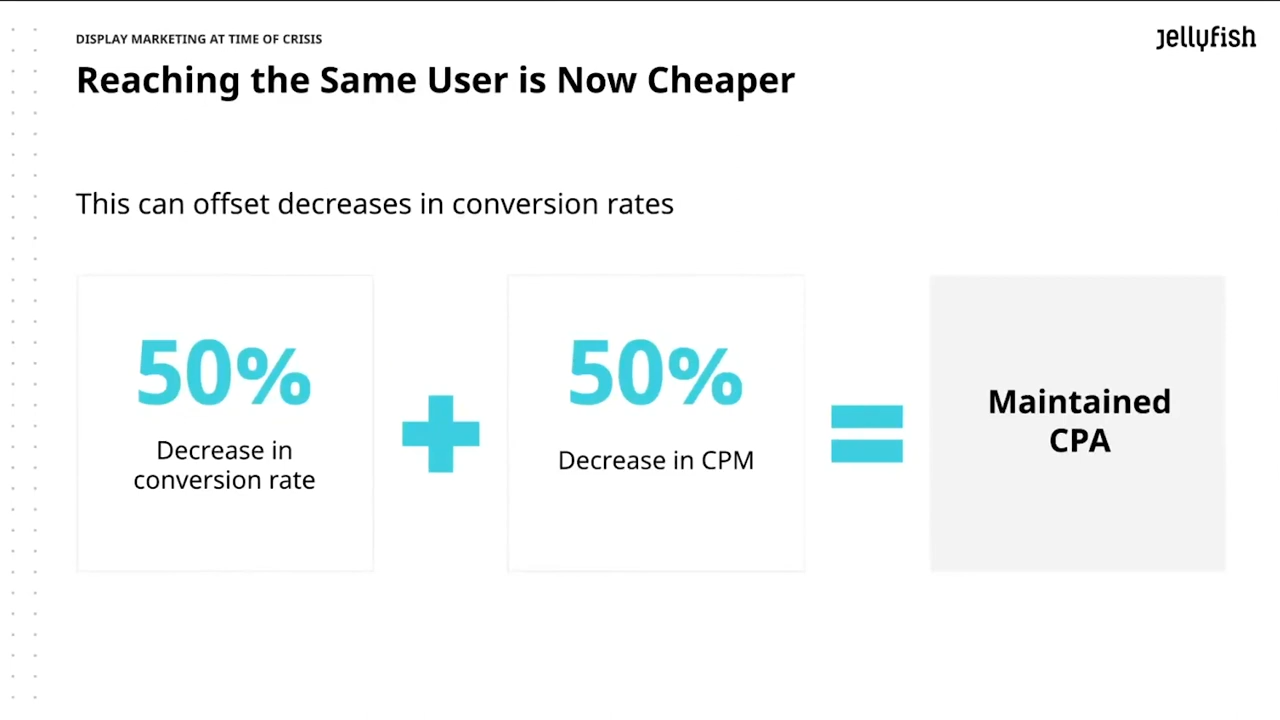 DISPLAY MARKETING AT TIME OF CRISIS
jellyfish
Reaching the Same User is Now Cheaper
This can offset decreases in conversion rates
50%
Decrease in
conversion rate
+
50%
Decrease in CPM
=
Maintained
CPA